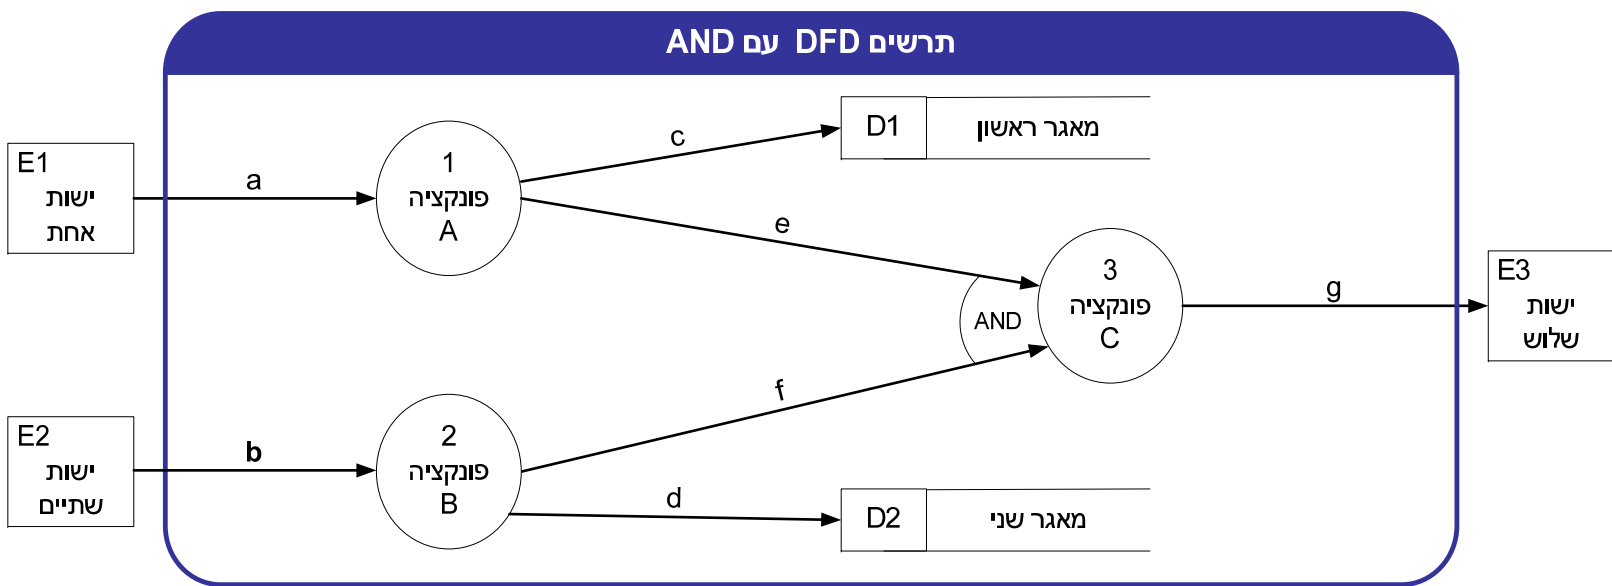 תרשים DFD עם AND
E1
ישות
אחת
a
1
פונקציה
A
c
D1
מאגר ראשון
e
3
פונקציה
C
AND
g
E3
ישות
שלוש
E2
ישות
שתיים
b
2
פונקציה
B
f
d
D2
מאגר שני